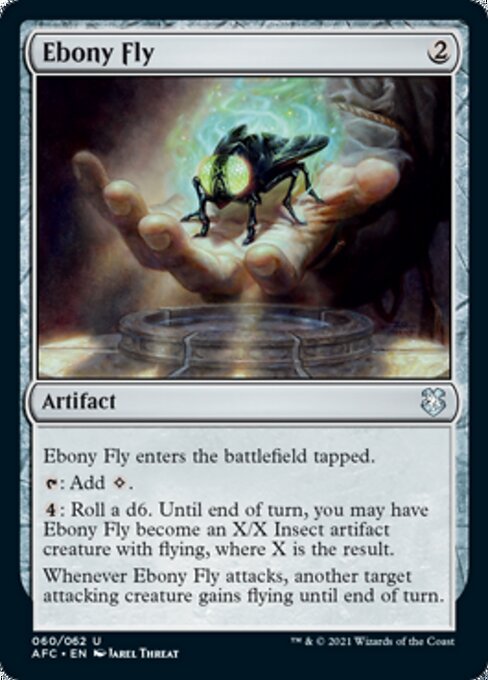 Ebony Fly 2
Artifact
Ebony Fly enters the battlefield tapped.
: Add .
4: Roll a d6. Until end of turn, you may have
Ebony Fly become an X/X Insect artifact
creature with flying, where X is the result.
Whenever Ebony Fly attacks, another target
attacking creature gains flying until end of turn.
060/062 U
™ & © 2021 Wizards of the Coast
AFC • EN JAREL THREAT